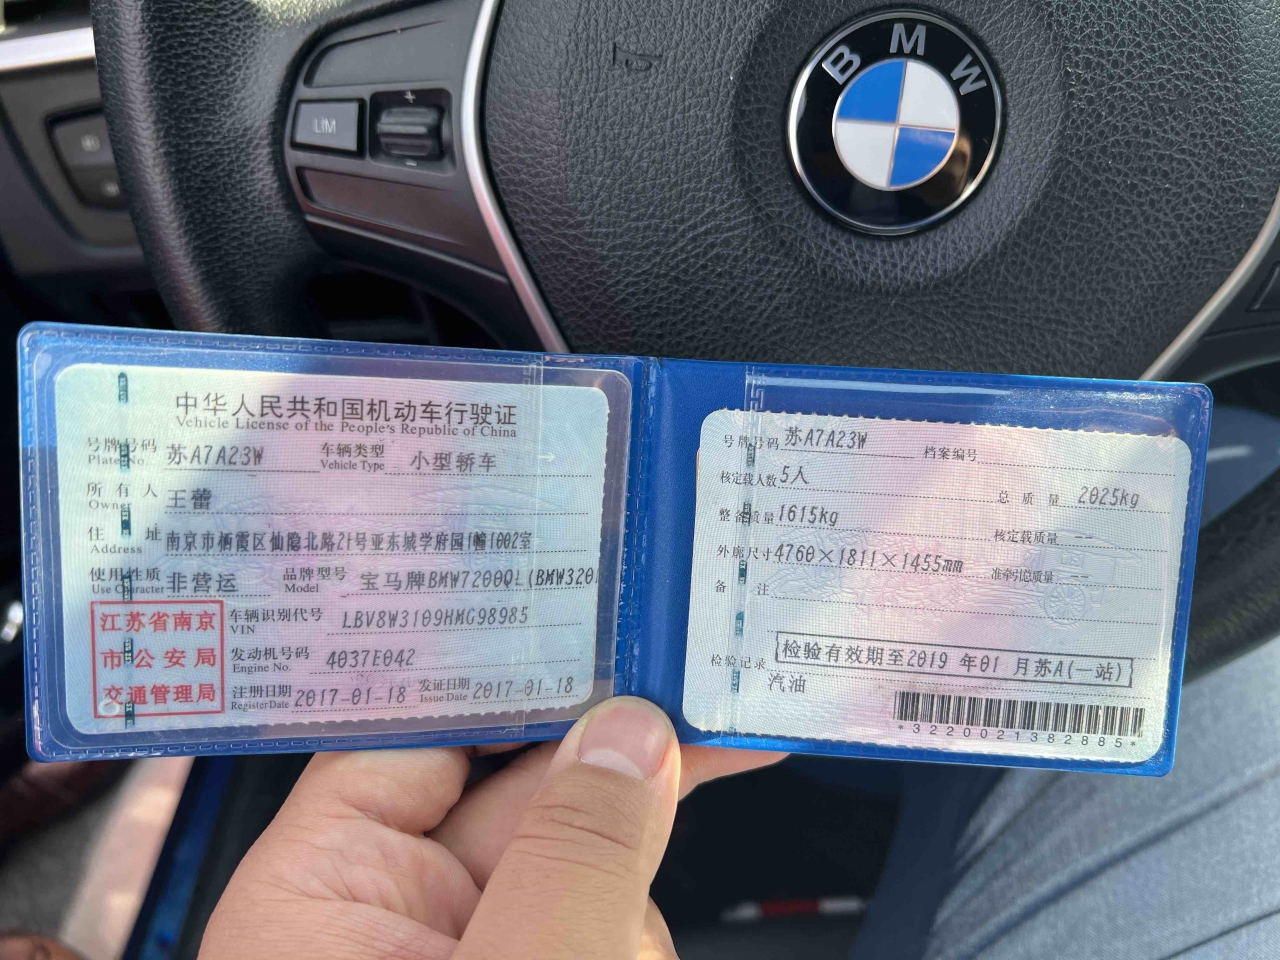 BMW
LIM
中华人民共和国机动车行驶证
Vehicle License of the People's Republic of China
号牌号码 Plate No. 苏A7A23W 车辆类型 Vehicle Type 小型轿车
所有人 Owner 王蕾
住址 Address 南京市栖霞区仙隐北路21号亚东城学府园1幢1002室
使用性质 Use Character 非营运 品牌型号 Model 宝马牌BMW7200QL(BMW320
江苏省南京
市公安局
交通管理局
车辆识别代号 VIN LBV8W3109HMG98985
发动机号码 Engine No. 4037E042
注册日期 Register Date 2017-01-18 发证日期 Issue Date 2017-01-18
号牌号码 苏A7A23W 档案编号
核定载人数 5人 总质量 2025kg
整备质量 1615kg 核定载质量 --
外廓尺寸 4760×1811×1455mm 准牵引总质量 --
备注
检验记录 检验有效期至2019 年01 月苏A(一站)
汽油
*3220021382885*